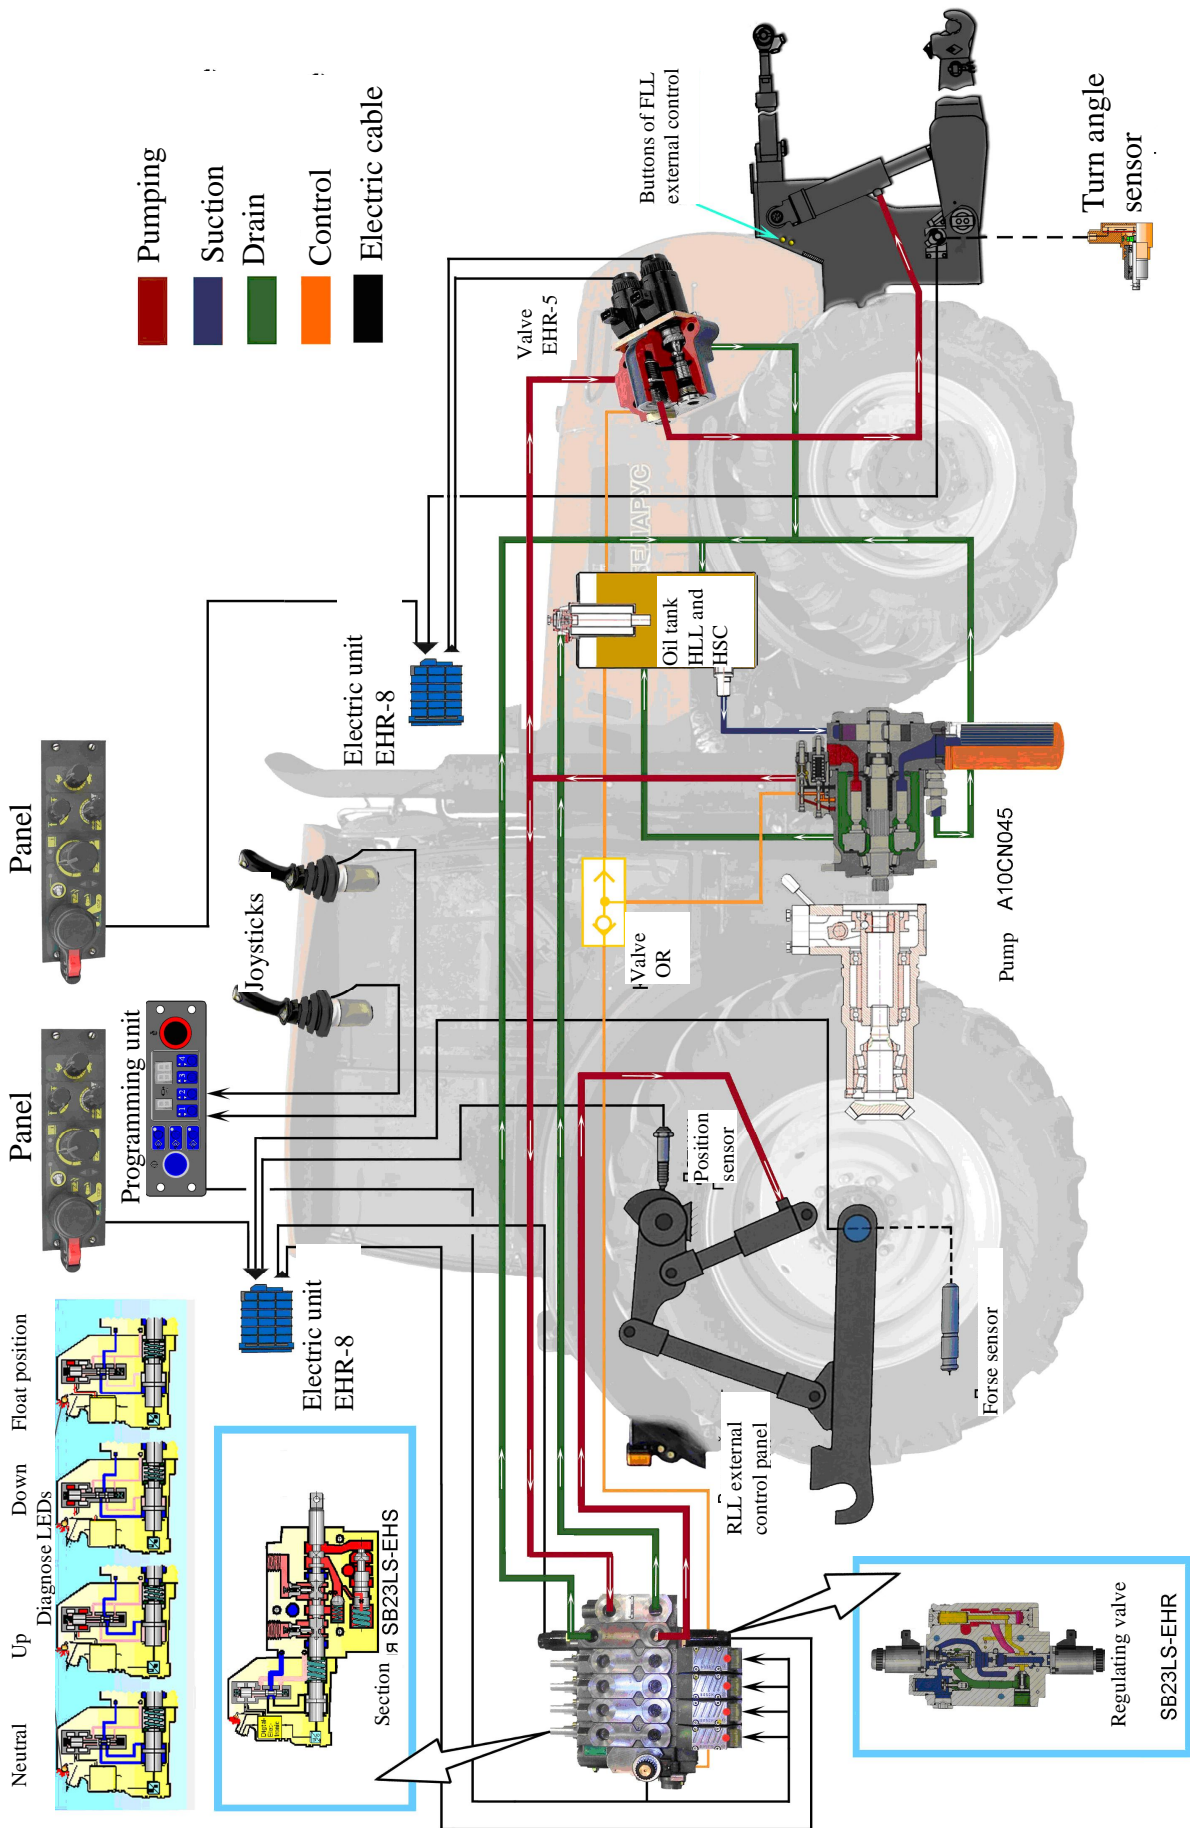 Pumping
Suction
Drain
Control
Electric cable
Buttons of FLL
external control
Turn angle
sensor
Valve
EHR-5
БЕЛАРУС
Panel
Electric unit
EHR-8
Oil tank
HLL and
HSC
Joysticks
Valve
OR
Pump A10CN045
Panel
Programming unit
Position
sensor
Electric unit
EHR-8
Forse sensor
RLL external
control panel
Neutral Up Down Float position
Diagnose LEDs
Section я SB23LS-EHS
Regulating valve
SB23LS-EHR